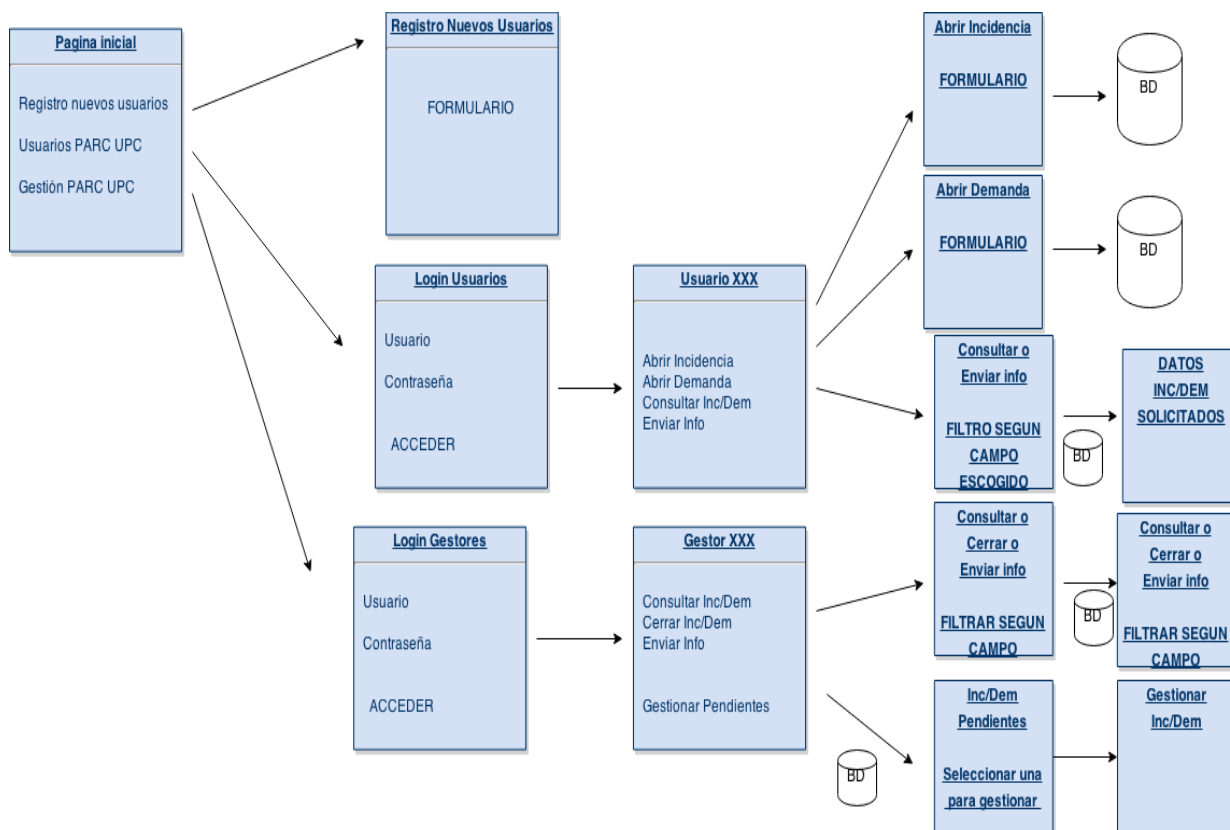 Pagina inicial
Registro nuevos usuarios
Usuarios PARC UPC
Gestión PARC UPC
Registro Nuevos Usuarios
FORMULARIO
Login Usuarios
Usuario
Contraseña
ACCEDER
Usuario XXX
Abrir Incidencia
Abrir Demanda
Consultar Inc/Dem
Enviar Info
Abrir Incidencia
FORMULARIO
BD
Abrir Demanda
FORMULARIO
BD
Consultar o
Enviar info
FILTRO SEGUN
CAMPO
ESCOGIDO
BD
DATOS
INC/DEM
SOLICITADOS
Login Gestores
Usuario
Contraseña
ACCEDER
Gestor XXX
Consultar Inc/Dem
Cerrar Inc/Dem
Enviar Info
Gestionar Pendientes
Consultar o
Cerrar o
Enviar info
FILTRAR SEGUN
CAMPO
BD
Consultar o
Cerrar o
Enviar info
FILTRAR SEGUN
CAMPO
BD
Inc/Dem
Pendientes
Seleccionar una
para gestionar
Gestionar
Inc/Dem